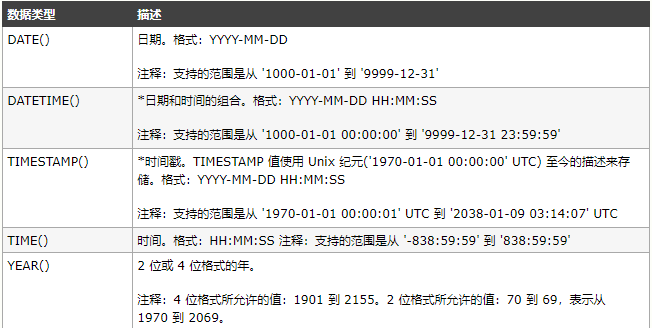 数据类型 描述
DATE() 日期。格式：YYYY-MM-DD
注释：支持的范围是从 '1000-01-01' 到 '9999-12-31'
DATETIME() *日期和时间的组合。格式：YYYY-MM-DD HH:MM:SS
注释：支持的范围是从 '1000-01-01 00:00:00' 到 '9999-12-31 23:59:59'
TIMESTAMP() *时间戳。TIMESTAMP 值使用 Unix 纪元('1970-01-01 00:00:00' UTC) 至今的描述来存
储。格式：YYYY-MM-DD HH:MM:SS
注释：支持的范围是从 '1970-01-01 00:00:01' UTC 到 '2038-01-09 03:14:07' UTC
TIME() 时间。格式：HH:MM:SS 注释：支持的范围是从 '-838:59:59' 到 '838:59:59'
YEAR() 2 位或 4 位格式的年。
注释：4 位格式所允许的值：1901 到 2155。2 位格式所允许的值：70 到 69，表示从
1970 到 2069。